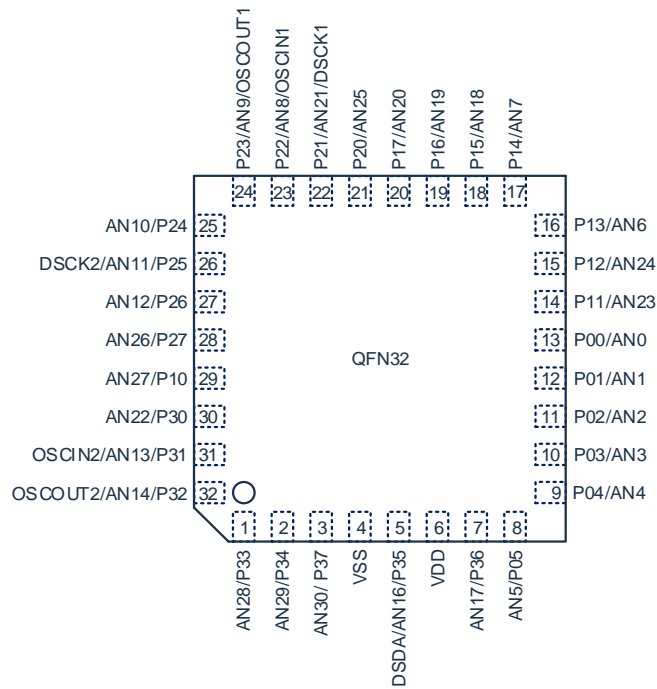 P23/AN9/OSCOUT1
P22/AN8/OSCIN1
P21/AN21/DSCK1
P20/AN25
P17/AN20
P16/AN19
P15/AN18
P14/AN7
24 23 22 21 20 19 18 17
AN10/P24 25 16 P13/AN6
DSCK2/AN11/P25 26 15 P12/AN24
AN12/P26 27 14 P11/AN23
AN26/P27 28 13 P00/AN0
QFN32
AN27/P10 29 12 P01/AN1
AN22/P30 30 11 P02/AN2
OSCIN2/AN13/P31 31 10 P03/AN3
OSCOUT2/AN14/P32 32 9 P04/AN4
1 2 3 4 5 6 7 8
AN28/P33
AN29/P34
AN30/ P37
VSS
DSDA/AN16/P35
VDD
AN17/P36
AN5/P05